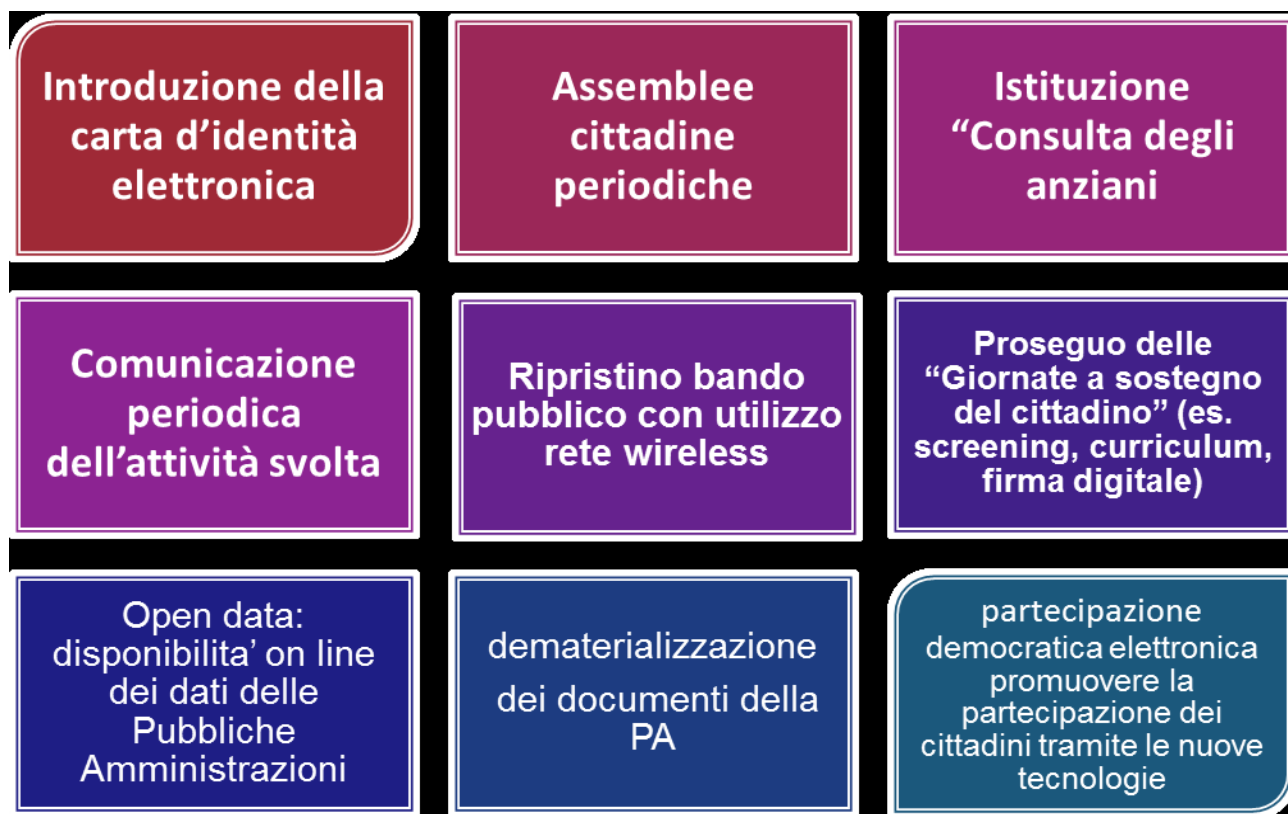 Introduzione della
carta d’identità
elettronica
Assemblee
cittadine
periodiche
Istituzione
“Consulta degli
anziani
Comunicazione
periodica
dell’attività svolta
Ripristino bando
pubblico con utilizzo
rete wireless
Proseguo delle
“Giornate a sostegno
del cittadino” (es.
screening, curriculum,
firma digitale)
Open data:
disponibilita’ on line
dei dati delle
Pubbliche
Amministrazioni
dematerializzazione
dei documenti della
PA
partecipazione
democratica elettronica
promuovere la
partecipazione dei
cittadini tramite le nuove
tecnologie